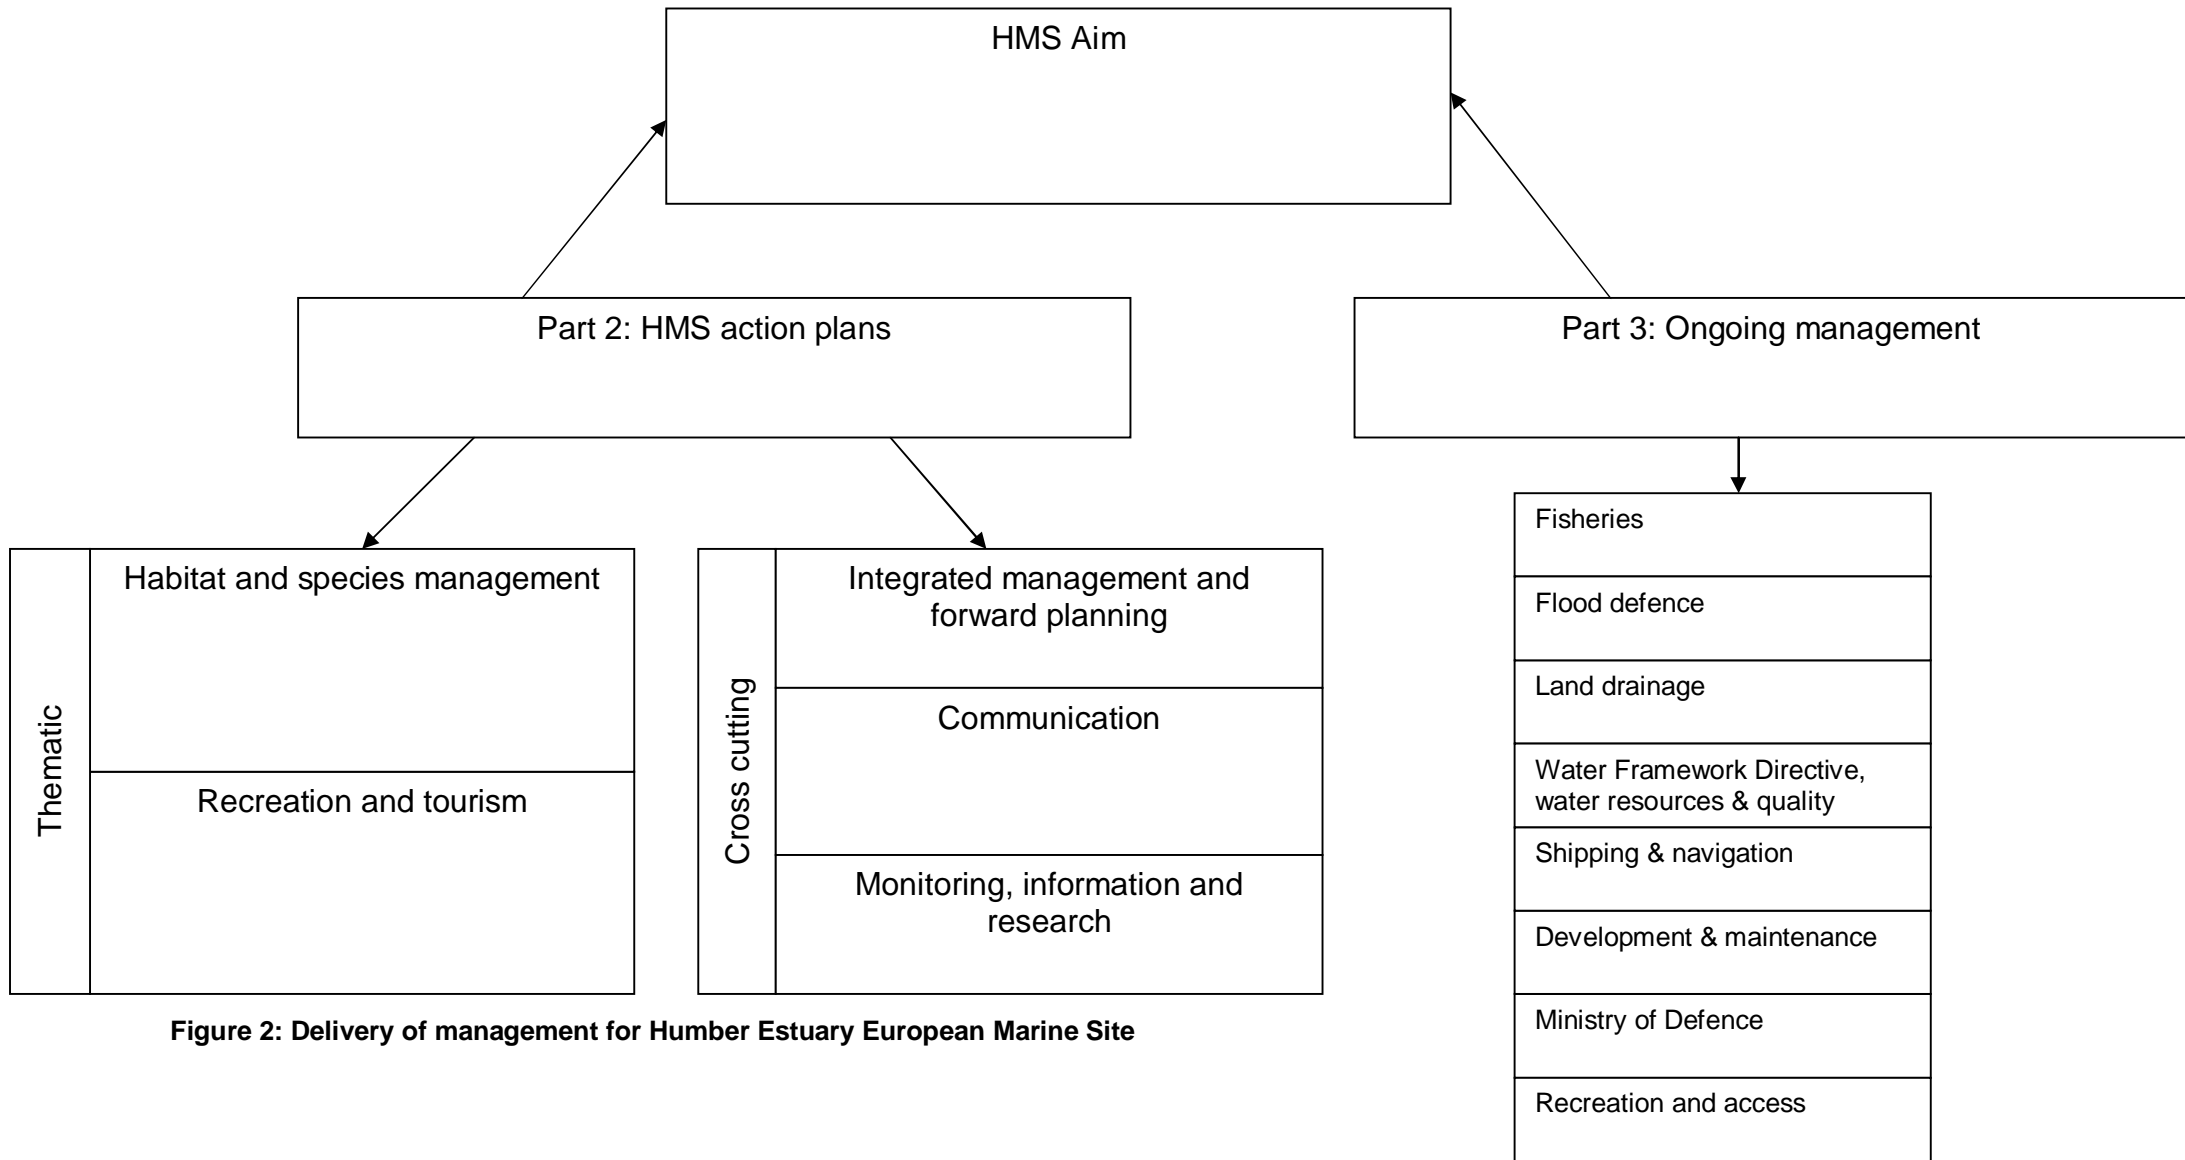 HMS Aim
Part 2: HMS action plans
Part 3: Ongoing management
Thematic
Habitat and species management
Recreation and tourism
Cross cutting
Integrated management and
forward planning
Communication
Monitoring, information and
research
Fisheries
Flood defence
Land drainage
Water Framework Directive,
water resources & quality
Shipping & navigation
Development & maintenance
Ministry of Defence
Recreation and access
Figure 2: Delivery of management for Humber Estuary European Marine Site